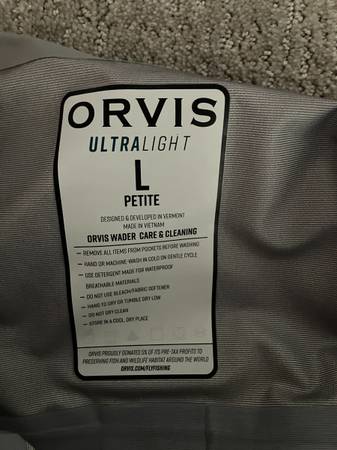 ORVIS
ULTRALIGHT
L
PETITE
DESIGNED & DEVELOPED IN VERMONT
MADE IN VIETNAM
ORVIS WADER CARE & CLEANING
- REMOVE ALL ITEMS FROM POCKETS BEFORE WASHING
- HAND OR MACHINE WASH IN COLD ON GENTLE CYCLE
- USE DETERGENT MADE FOR WATERPROOF
BREATHABLE MATERIALS
- DO NOT USE BLEACH/FABRIC SOFTENER
- HANG TO DRY OR TUMBLE DRY LOW
- DO NOT DRY CLEAN
- STORE IN A COOL, DRY PLACE
ORVIS PROUDLY DONATES 5% OF ITS PRE-TAX PROFITS TO
PRESERVING FISH AND WILDLIFE HABITAT AROUND THE WORLD
ORVIS.COM/FLYFISHING